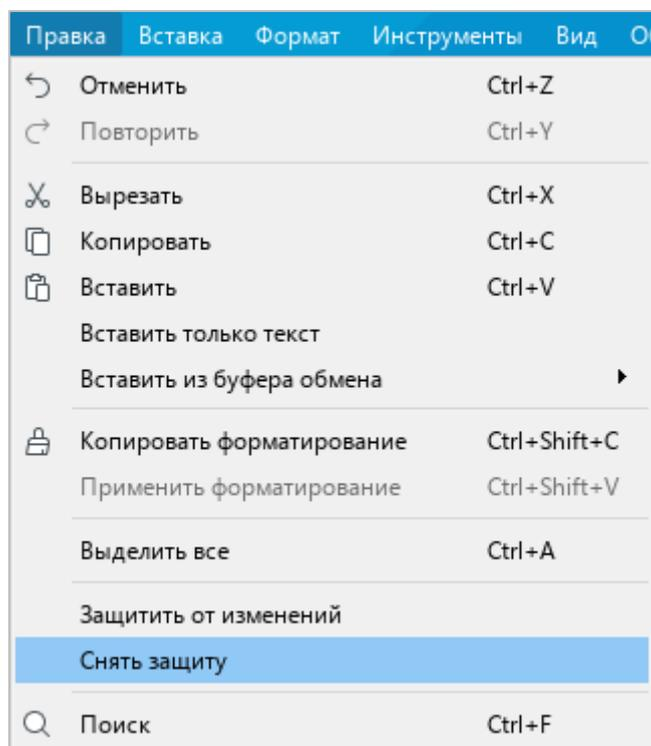 Правка Вставка Формат Инструменты Вид
Отменить Ctrl+Z
Повторить Ctrl+Y
Вырезать Ctrl+X
Копировать Ctrl+C
Вставить Ctrl+V
Вставить только текст
Вставить из буфера обмена
Копировать форматирование Ctrl+Shift+C
Применить форматирование Ctrl+Shift+V
Выделить все Ctrl+A
Защитить от изменений
Снять защиту
Поиск Ctrl+F